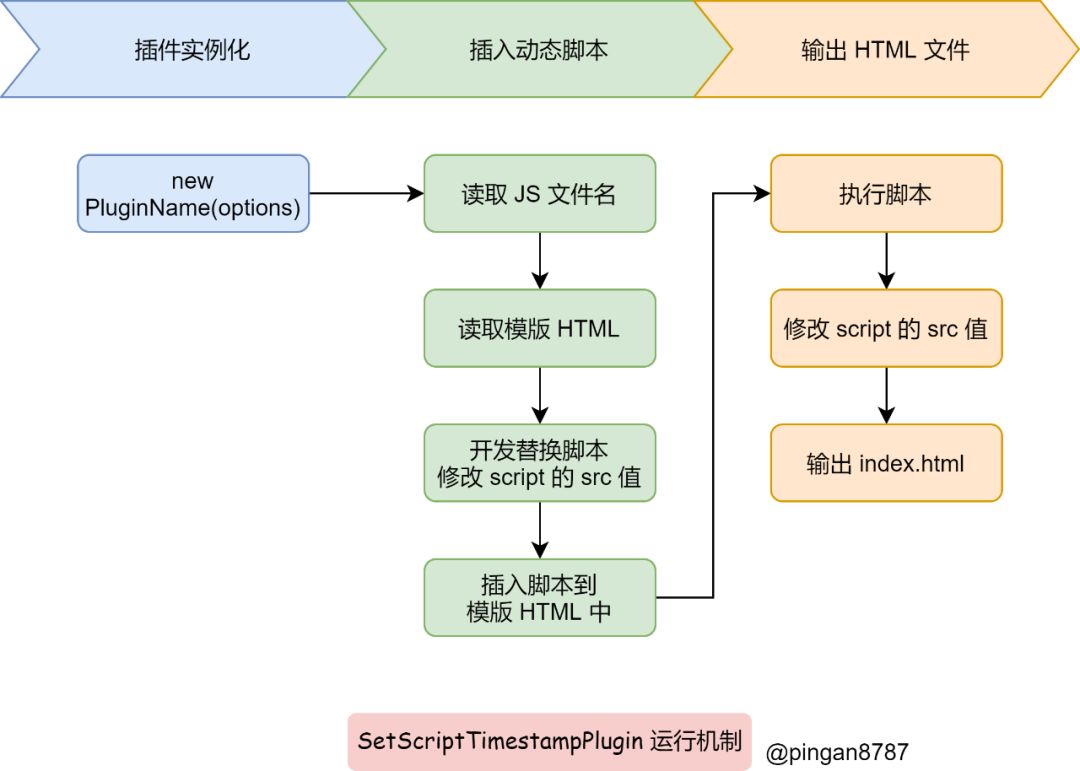 插件实例化
插入动态脚本
输出 HTML 文件
new
PluginName(options)
读取 JS 文件名
读取模版 HTML
开发替换脚本
修改 script 的 src 值
插入脚本到
模版 HTML 中
执行脚本
修改 script 的 src 值
输出 index.html
SetScriptTimestampPlugin 运行机制
@pingan8787